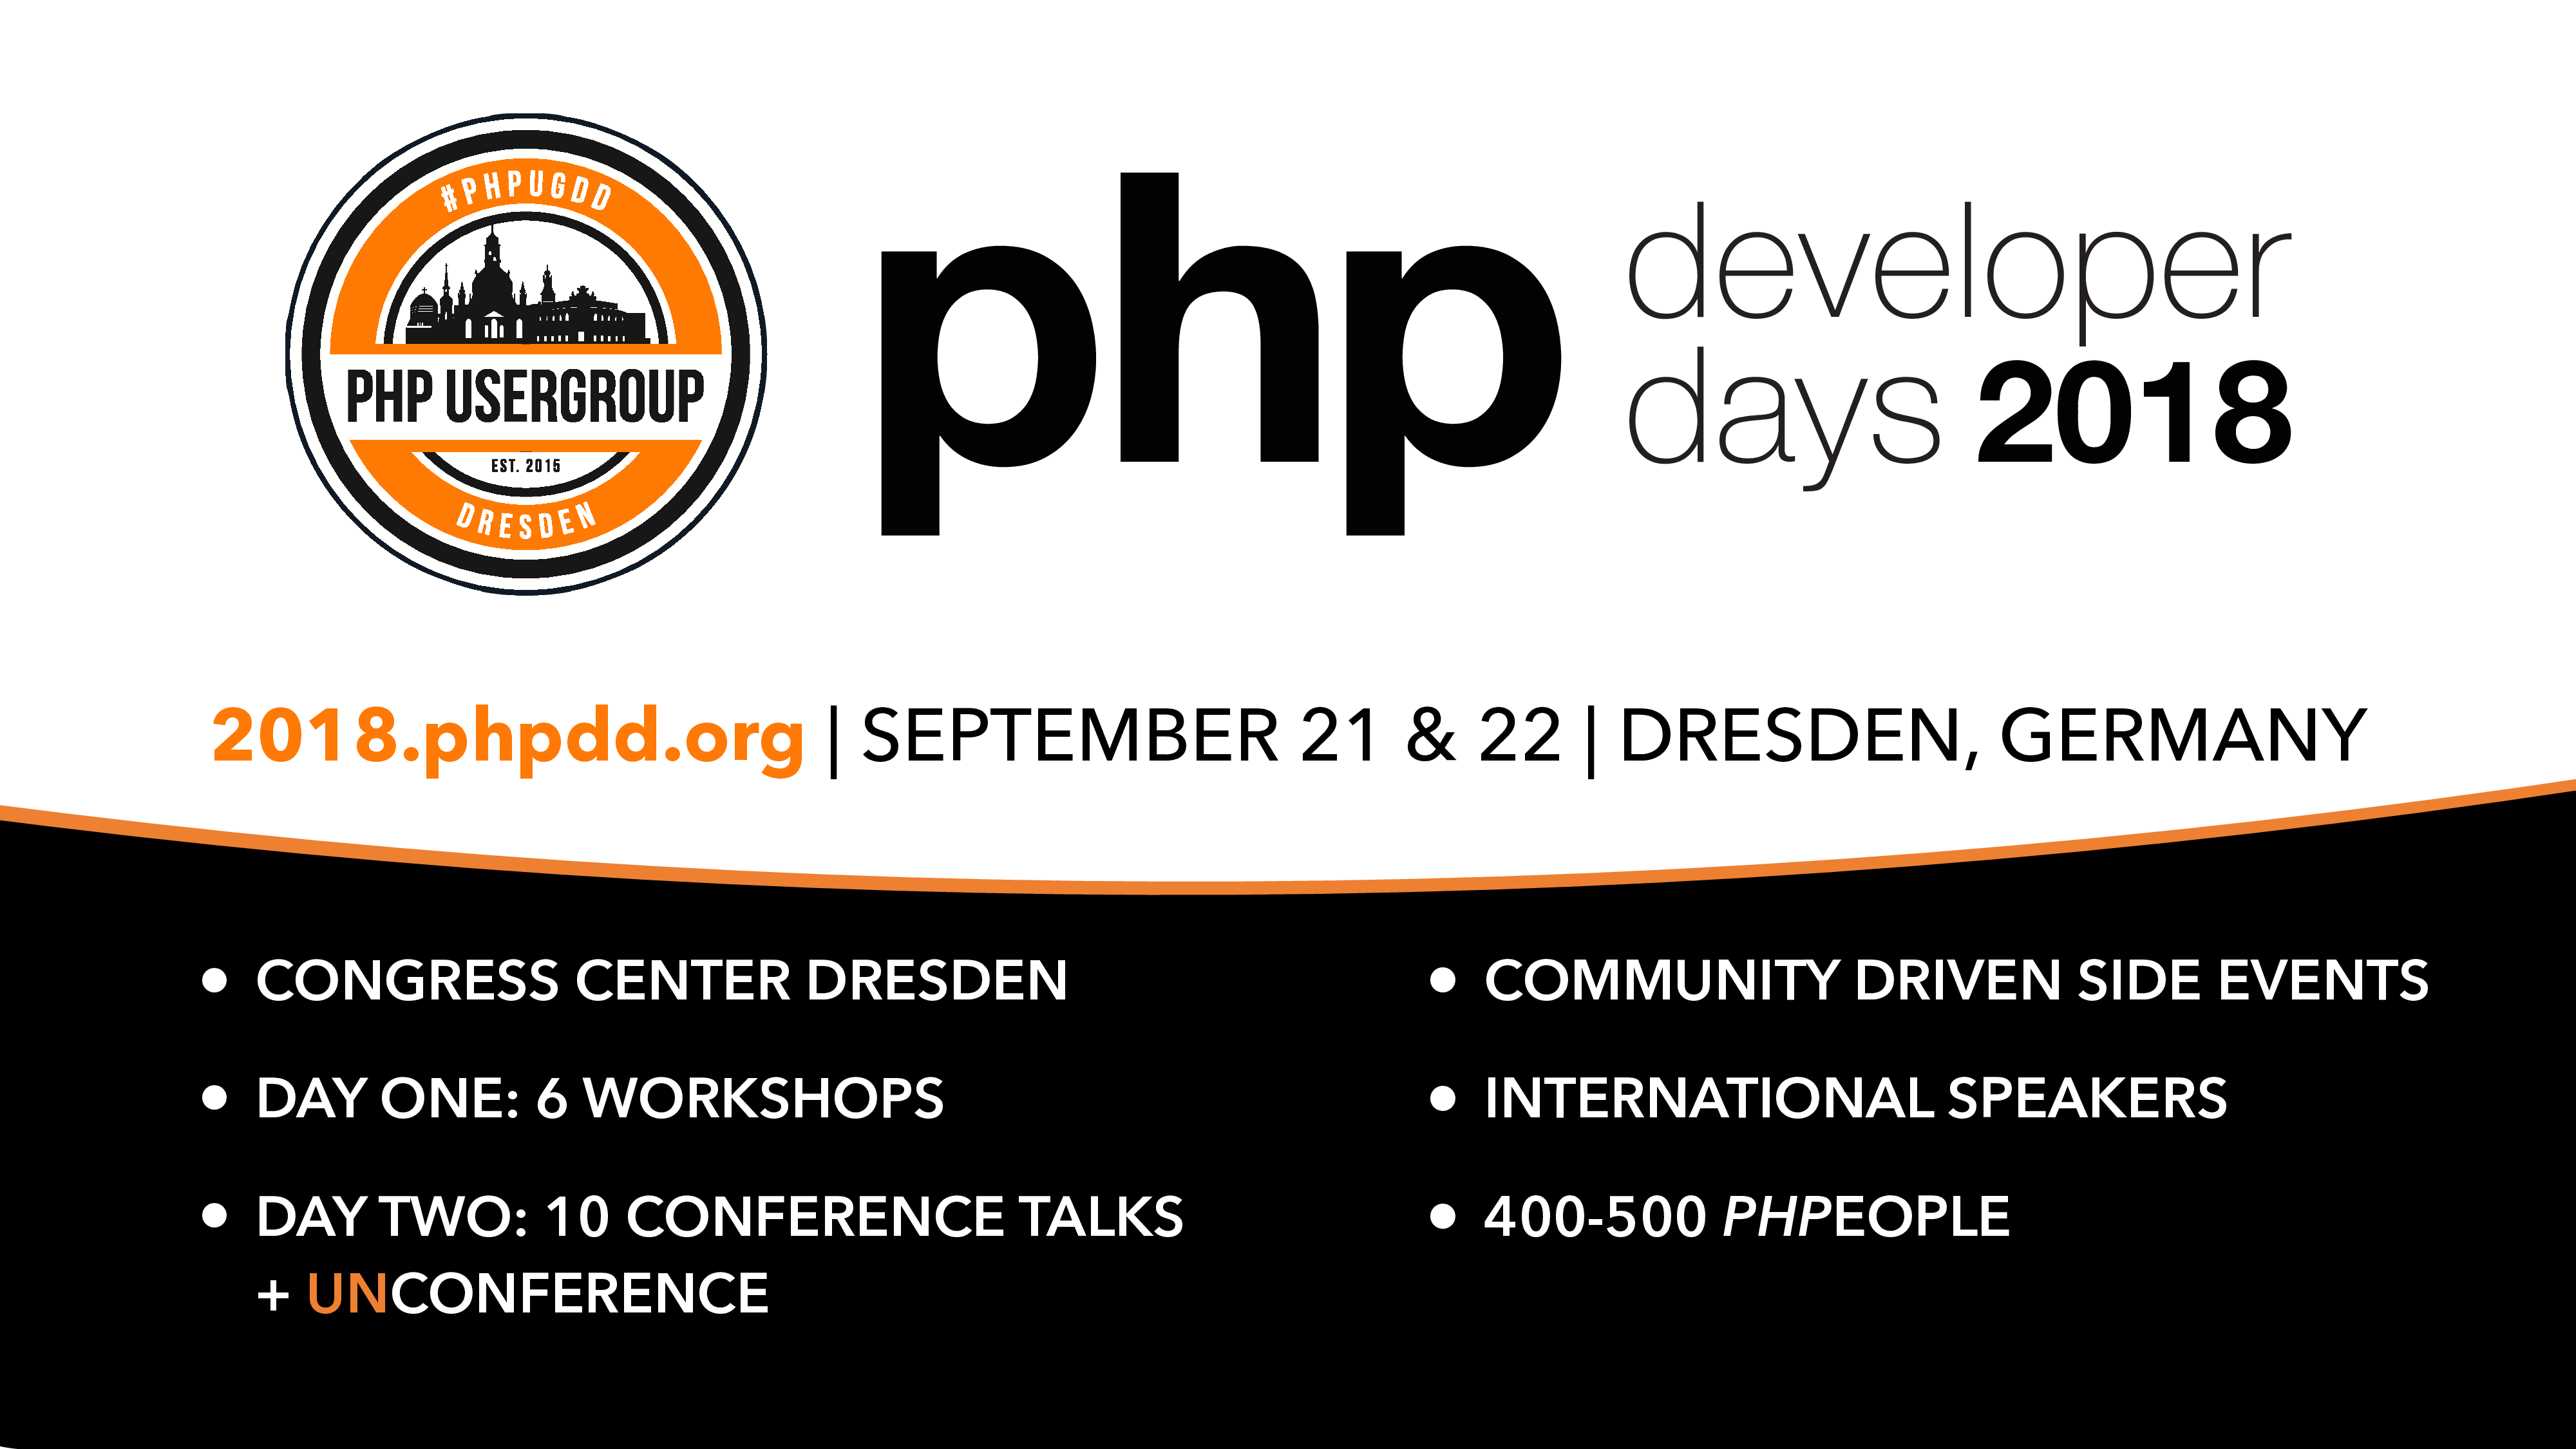 #PHPUGDD
PHP USERGROUP
EST. 2015
DRESDEN
php developer
days 2018
2018.phpdd.org | SEPTEMBER 21 & 22 | DRESDEN, GERMANY
• CONGRESS CENTER DRESDEN
• DAY ONE: 6 WORKSHOPS
• DAY TWO: 10 CONFERENCE TALKS
+ UNCONFERENCE
• COMMUNITY DRIVEN SIDE EVENTS
• INTERNATIONAL SPEAKERS
• 400-500 PHPEOPLE